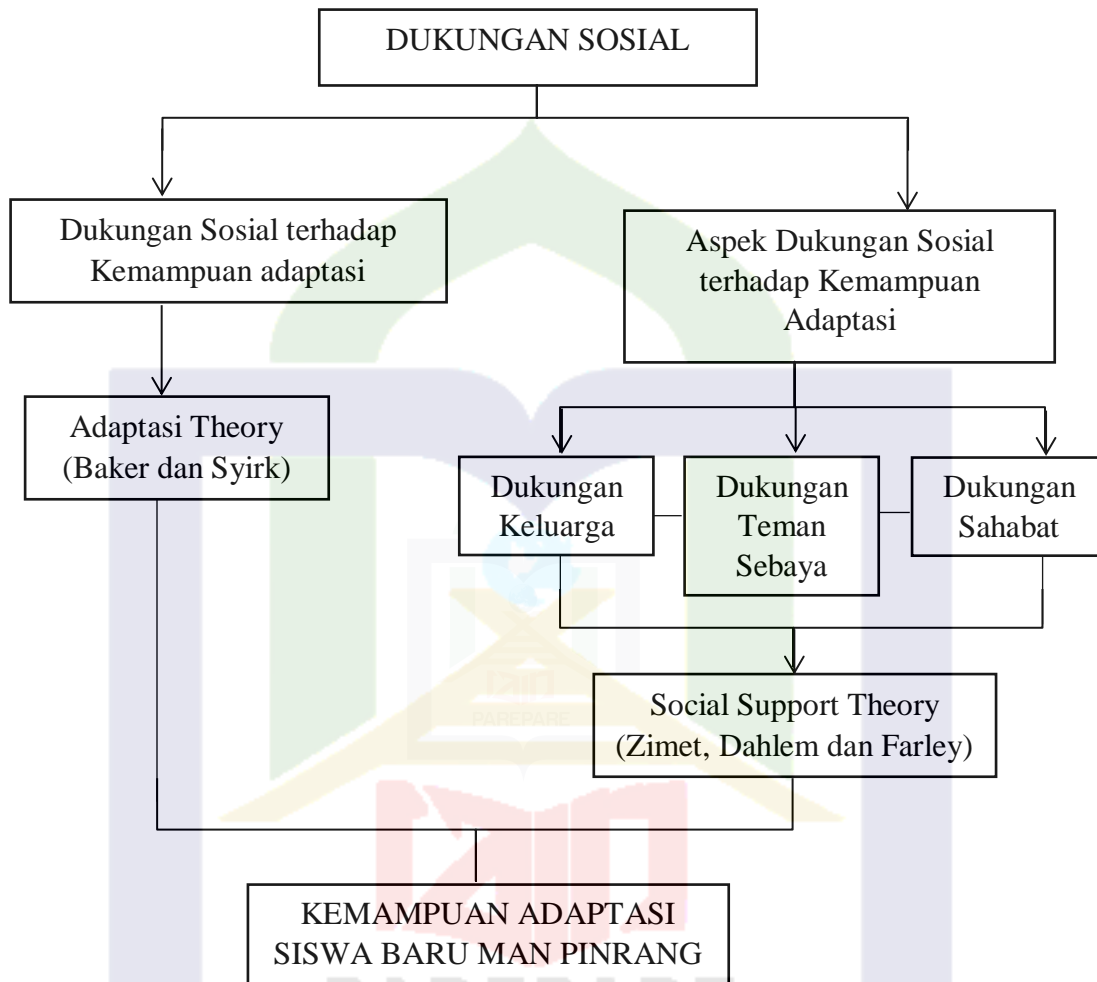 DUKUNGAN SOSIAL
Dukungan Sosial terhadap
Kemampuan adaptasi
Aspek Dukungan Sosial
terhadap Kemampuan
Adaptasi
Adaptasi Theory
(Baker dan Syirk)
Dukungan
Keluarga
Dukungan
Teman
Sebaya
Dukungan
Sahabat
Social Support Theory
(Zimet, Dahlem dan Farley)
PAREPARE
KEMAMPUAN ADAPTASI
SISWA BARU MAN PINRANG